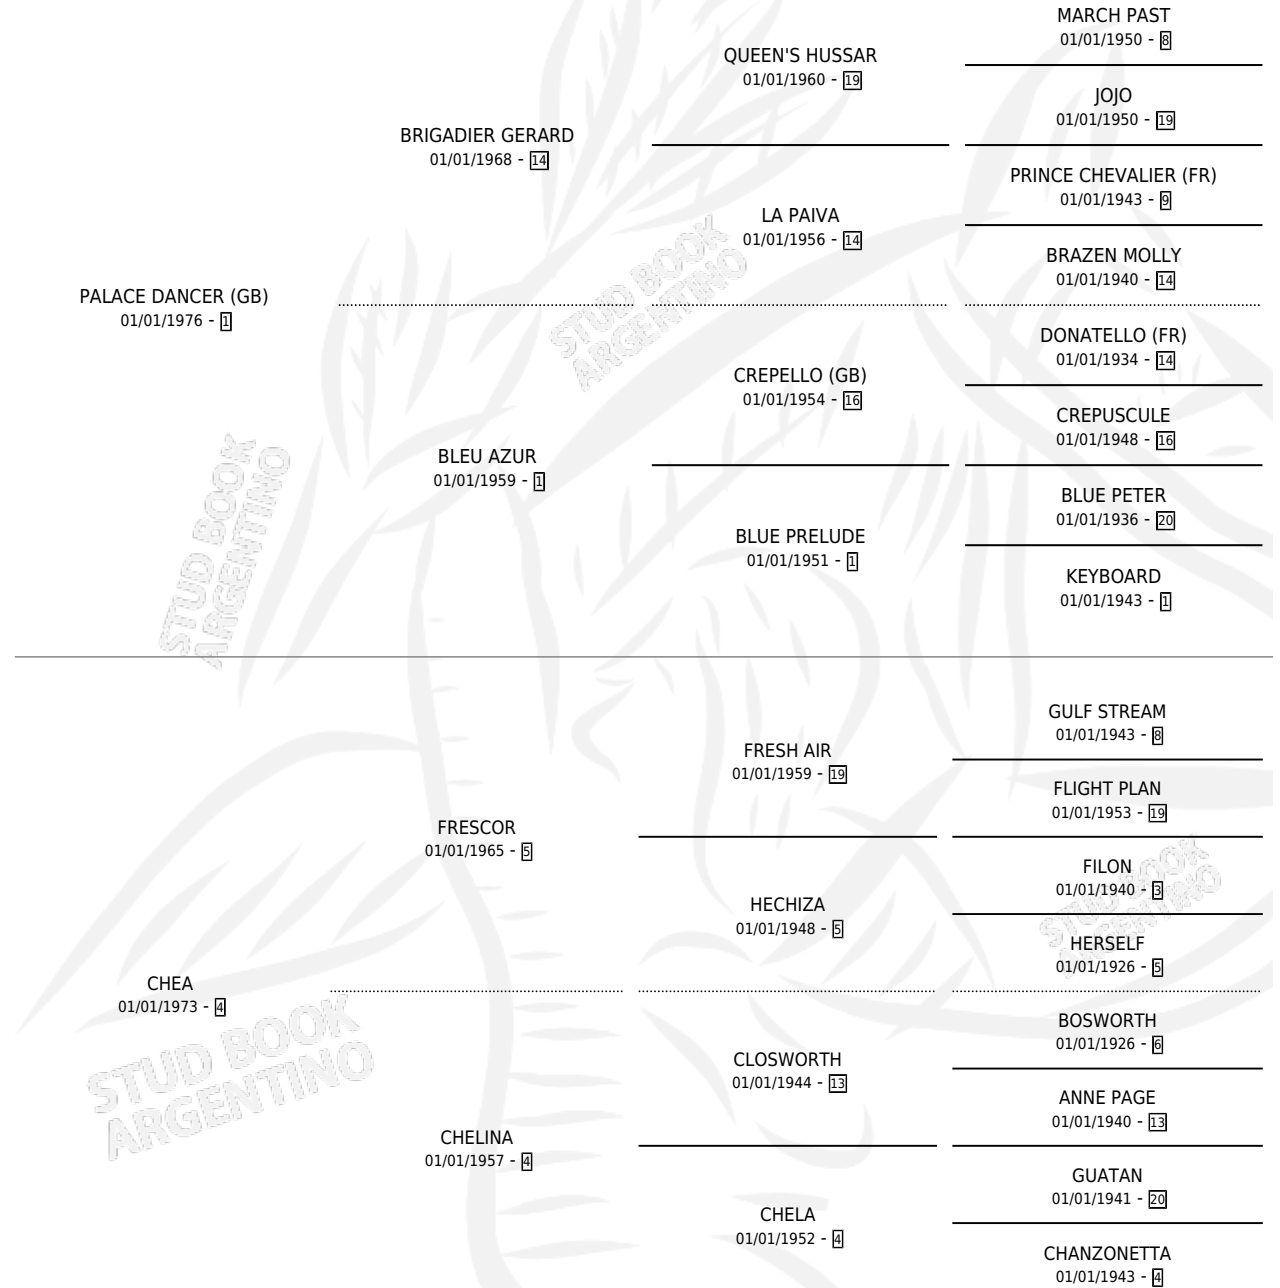 MARCH PAST
01/01/1950 - 8
QUEEN'S HUSSAR
01/01/1960 - 19
JOJO
01/01/1950 - 19
BRIGADIER GERARD
01/01/1968 - 14
PRINCE CHEVALIER (FR)
01/01/1943 - 9
LA PAIVA
01/01/1956 - 14
BRAZEN MOLLY
01/01/1940 - 14
PALACE DANCER (GB)
01/01/1976 - 1
DONATELLO (FR)
01/01/1934 - 14
CREPELLO (GB)
01/01/1954 - 16
CREPUSCULE
01/01/1948 - 16
BLEU AZUR
01/01/1959 - 1
BLUE PETER
01/01/1936 - 20
BLUE PRELUDE
01/01/1951 - 1
KEYBOARD
01/01/1943 - 1
GULF STREAM
01/01/1943 - 8
FRESH AIR
01/01/1959 - 19
FLIGHT PLAN
01/01/1953 - 19
FRESCOR
01/01/1965 - 5
FILON
01/01/1940 - 3
HECHIZA
01/01/1948 - 5
HERSELF
01/01/1926 - 5
CHEA
01/01/1973 - 4
BOSWORTH
01/01/1926 - 6
CLOSWORTH
01/01/1944 - 13
ANNE PAGE
01/01/1940 - 13
CHELINA
01/01/1957 - 4
GUATAN
01/01/1941 - 20
CHELA
01/01/1952 - 4
CHANZONETTA
01/01/1943 - 4
STUD BOOK
ARGENTINO
STUD BOOK
ARGENTINO
STUD BOOK
ARGENTINO
STUD BOOK
ARGENTINO